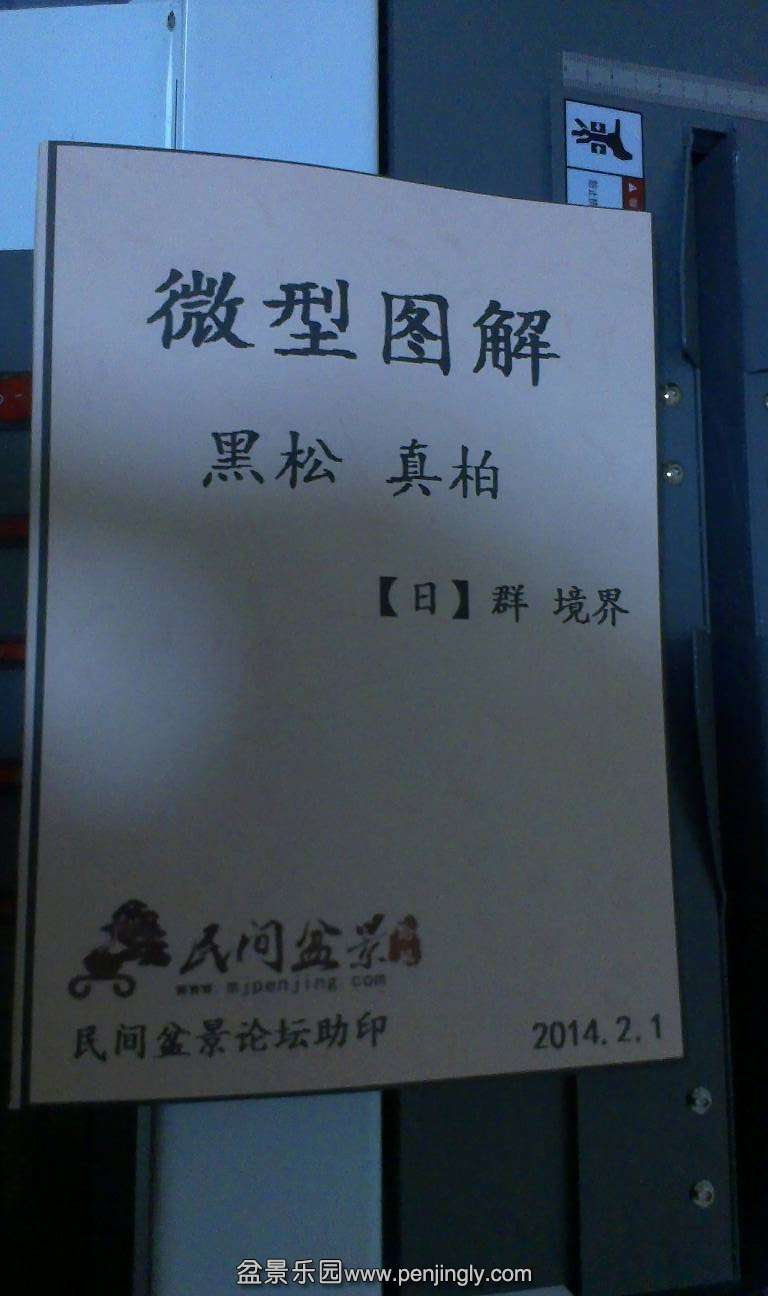 微型图解
黑松 真柏
【日】群 境界
民间盆景
www.mjpenjing.com
民间盆景论坛助印
2014.2.1
盆景乐园www.penjingly.com